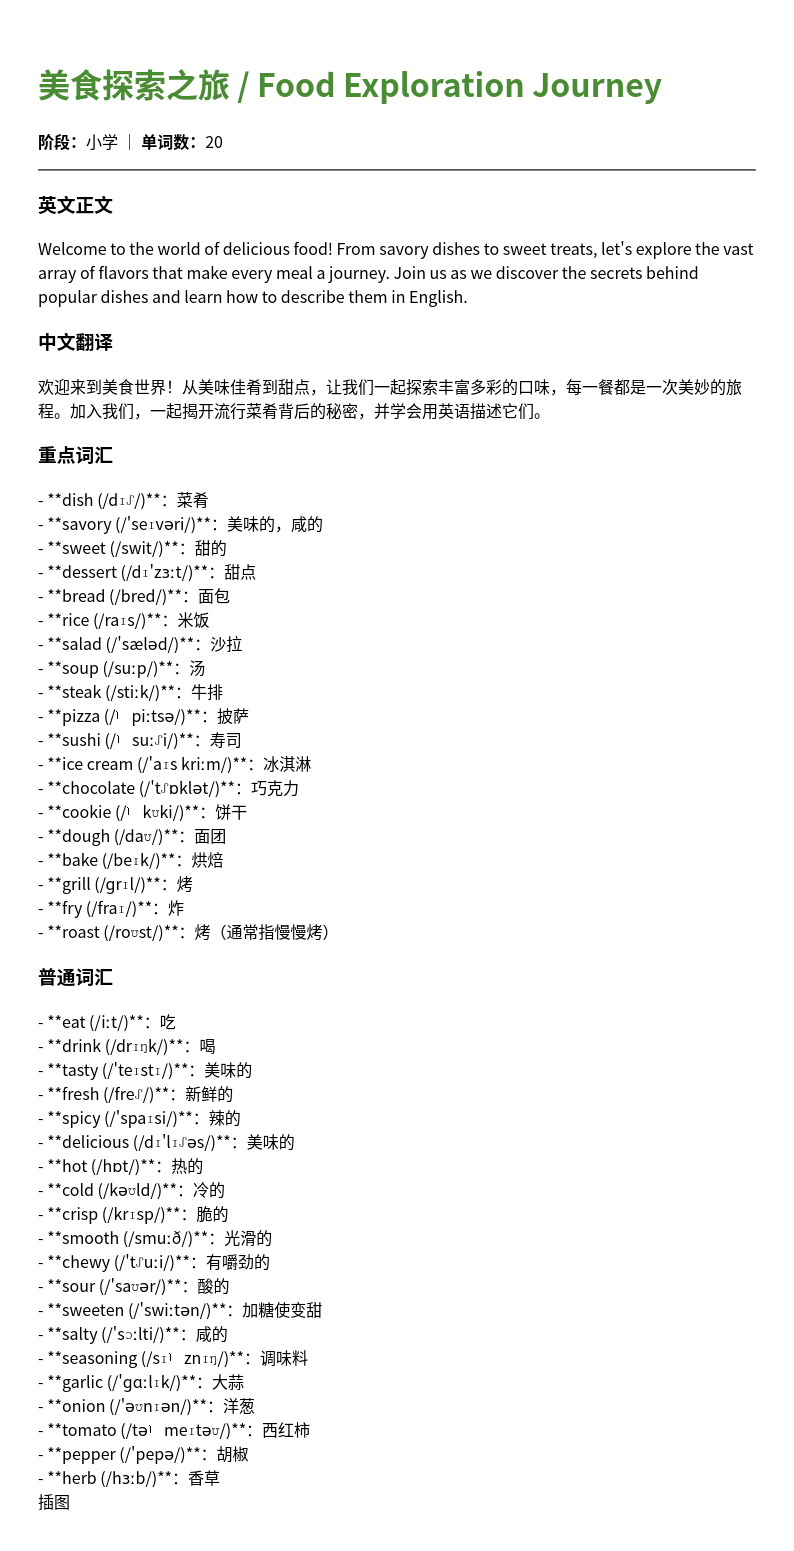 美食探索之旅 / Food Exploration Journey
阶段：小学 ｜ 单词数：20
英文正文
Welcome to the world of delicious food! From savory dishes to sweet treats, let's explore the vast
array of flavors that make every meal a journey. Join us as we discover the secrets behind
popular dishes and learn how to describe them in English.
中文翻译
欢迎来到美食世界！从美味佳肴到甜点，让我们一起探索丰富多彩的口味，每一餐都是一次美妙的旅
程。加入我们，一起揭开流行菜肴背后的秘密，并学会用英语描述它们。
重点词汇
- **dish (/dɪʃ/)**：菜肴
- **savory (/ˈseɪvəri/)**：美味的，咸的
- **sweet (/swit/)**：甜的
- **dessert (/dɪˈzɜːt/)**：甜点
- **bread (/bred/)**：面包
- **rice (/raɪs/)**：米饭
- **salad (/ˈsæləd/)**：沙拉
- **soup (/suːp/)**：汤
- **steak (/stiːk/)**：牛排
- **pizza (/˥ piːtsə/)**：披萨
- **sushi (/˥ suːʃi/)**：寿司
- **ice cream (/ˈaɪs kriːm/)**：冰淇淋
- **chocolate (/ˈtʃɒklət/)**：巧克力
- **cookie (/˥ kʊki/)**：饼干
- **dough (/daʊ/)**：面团
- **bake (/beɪk/)**：烘焙
- **grill (/ɡrɪl/)**：烤
- **fry (/fraɪ/)**：炸
- **roast (/roʊst/)**：烤（通常指慢慢烤）
普通词汇
- **eat (/iːt/)**：吃
- **drink (/drɪŋk/)**：喝
- **tasty (/ˈteɪstɪ/)**：美味的
- **fresh (/freʃ/)**：新鲜的
- **spicy (/ˈspaɪsi/)**：辣的
- **delicious (/dɪˈlɪʃəs/)**：美味的
- **hot (/hɒt/)**：热的
- **cold (/kəʊld/)**：冷的
- **crisp (/krɪsp/)**：脆的
- **smooth (/smuːð/)**：光滑的
- **chewy (/ˈtʃuːi/)**：有嚼劲的
- **sour (/ˈsaʊər/)**：酸的
- **sweeten (/ˈswiːtən/)**：加糖使变甜
- **salty (/ˈsɔːlti/)**：咸的
- **seasoning (/sɪ˥ znɪŋ/)**：调味料
- **garlic (/ˈɡɑːlɪk/)**：大蒜
- **onion (/ˈəʊnɪən/)**：洋葱
- **tomato (/tə˥ meɪtəʊ/)**：西红柿
- **pepper (/ˈpepə/)**：胡椒
- **herb (/hɜːb/)**：香草
插图